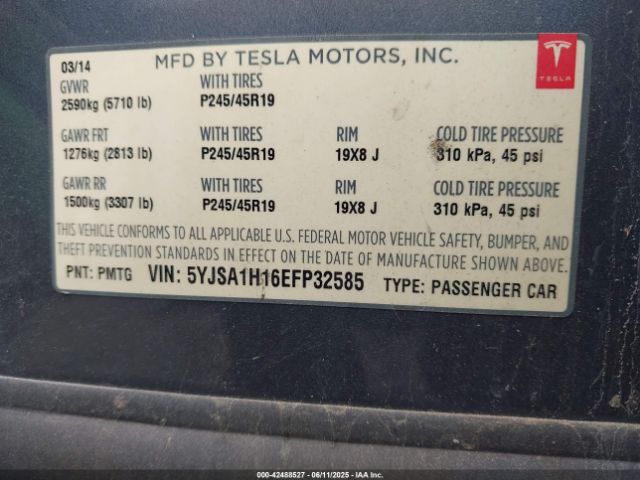 03/14 MFD BY TESLA MOTORS, INC.
TESLA
GVWR WITH TIRES
2590kg (5710 lb) P245/45R19
GAWR FRT WITH TIRES RIM COLD TIRE PRESSURE
1276kg (2813 lb) P245/45R19 19X8 J 310 kPa, 45 psi
GAWR RR WITH TIRES RIM COLD TIRE PRESSURE
1500kg (3307 lb) P245/45R19 19X8 J 310 kPa, 45 psi
THIS VEHICLE CONFORMS TO ALL APPLICABLE U.S. FEDERAL MOTOR VEHICLE SAFETY, BUMPER, AND
THEFT PREVENTION STANDARDS IN EFFECT ON THE DATE OF MANUFACTURE SHOWN ABOVE.
PNT: PMTG VIN: 5YJSA1H16EFP32585 TYPE: PASSENGER CAR
000-42488527 - 06/11/2025 - IAA Inc.